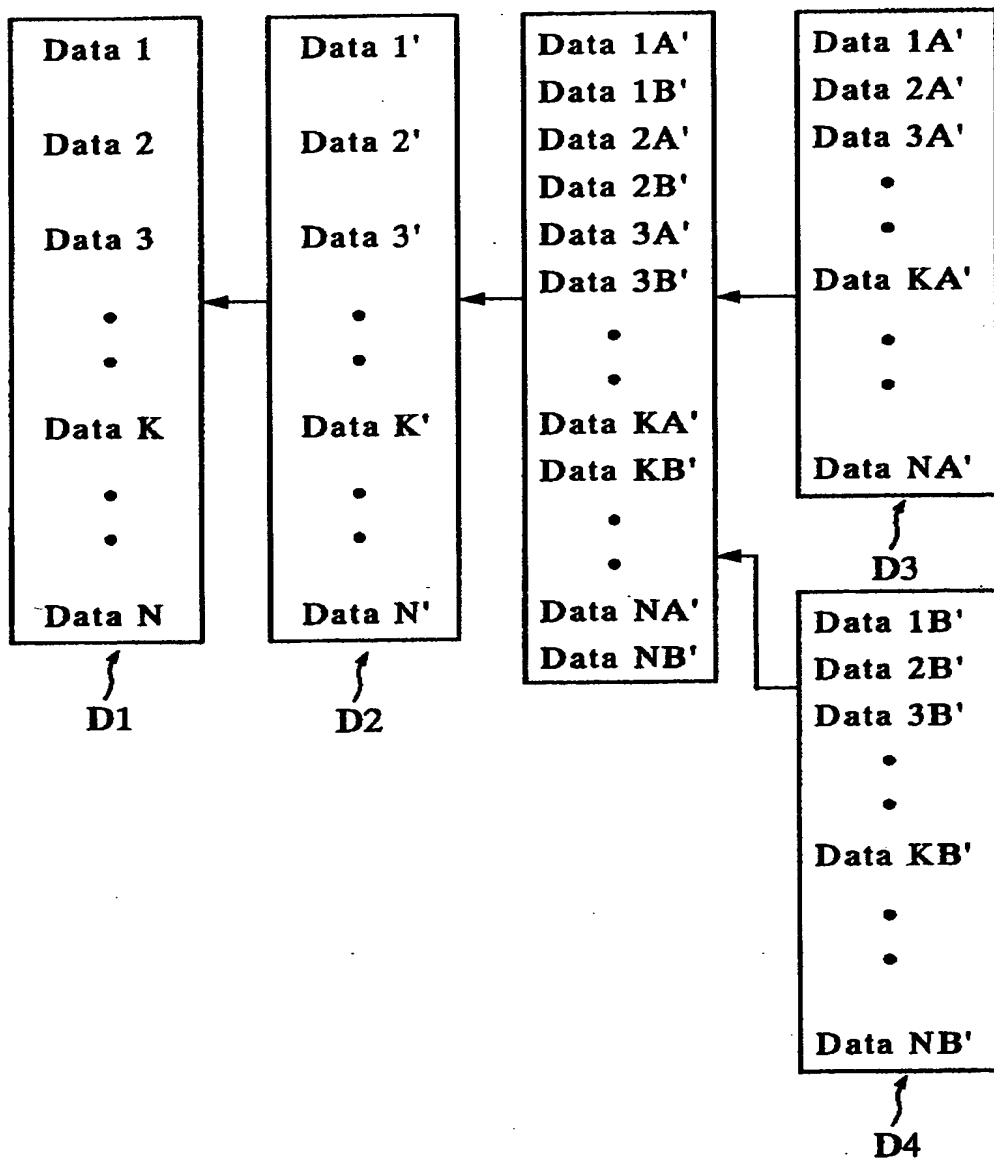 Data 1
Data 2
Data 3
Data K
Data N
D1
Data 1'
Data 2'
Data 3'
Data K'
Data N'
D2
Data 1A'
Data 1B'
Data 2A'
Data 2B'
Data 3A'
Data 3B'
Data KA'
Data KB'
Data NA'
Data NB'
Data 1A'
Data 2A'
Data 3A'
Data KA'
Data NA'
D3
Data 1B'
Data 2B'
Data 3B'
Data KB'
Data NB'
D4